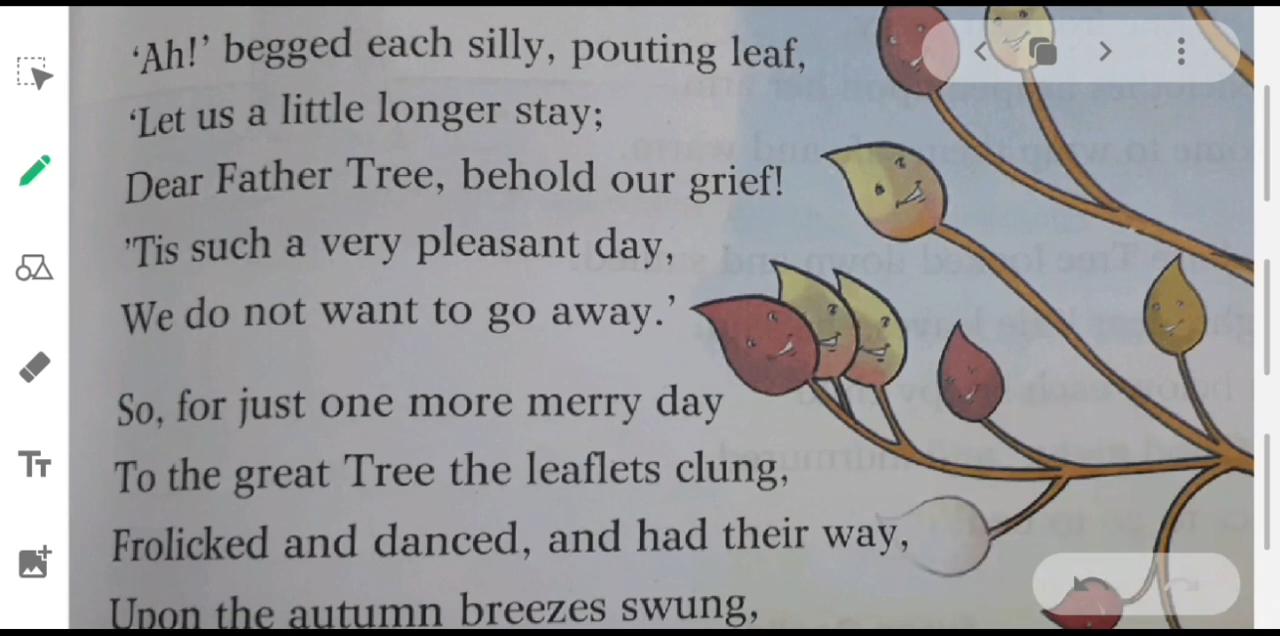 ‘Ah!’ begged each silly, pouting leaf,
‘Let us a little longer stay;
Dear Father Tree, behold our grief!
’Tis such a very pleasant day,
We do not want to go away.’
So, for just one more merry day
To the great Tree the leaflets clung,
Frolicked and danced, and had their way,
Upon the autumn breezes swung,